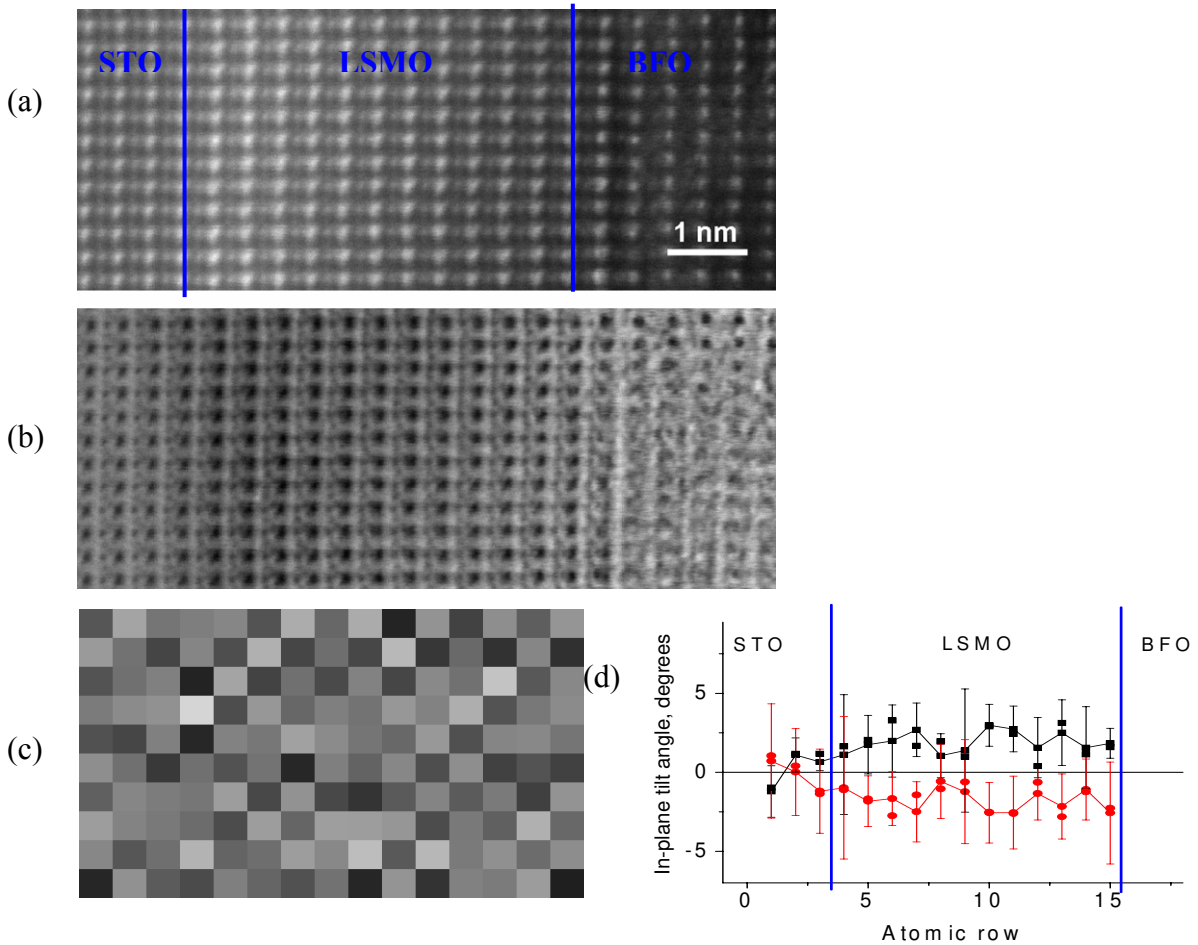 (a)
STO LSMO BFO
1 nm
(b)
(c)
(d)
In-plane tilt angle, degrees
5
0
-5
STO LSMO BFO
0 5 10 15
Atomic row